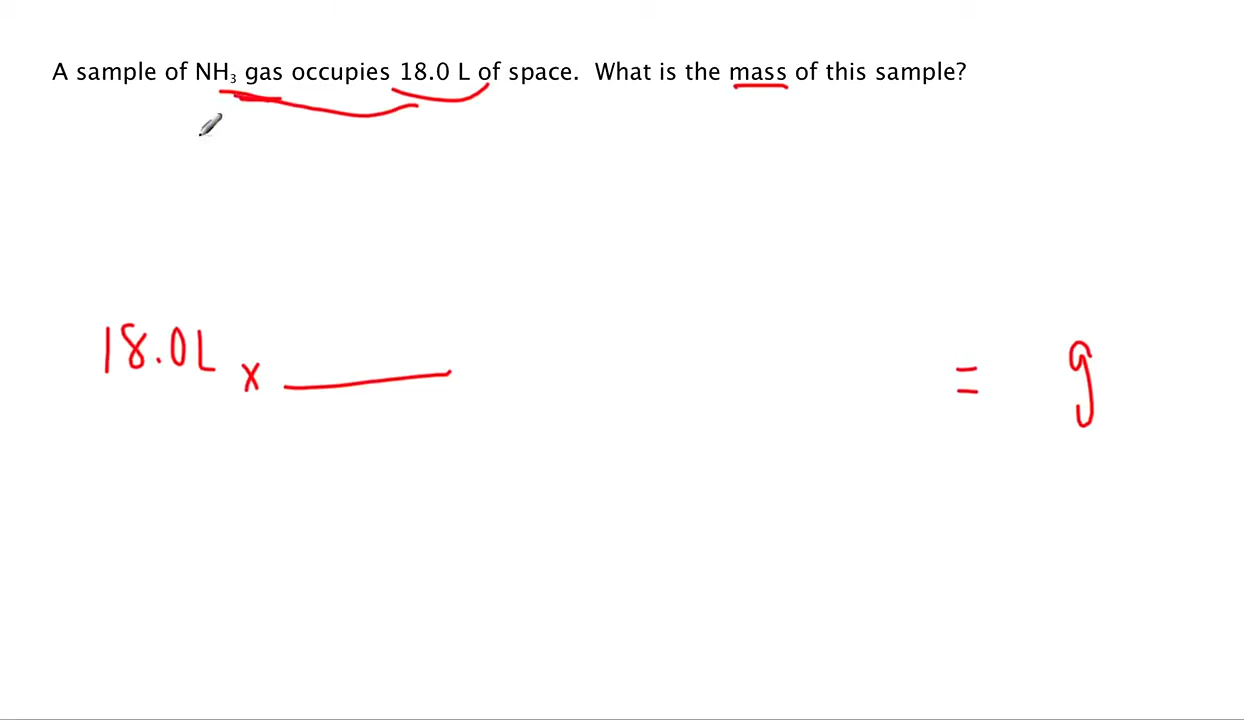 A sample of NH₃ gas occupies 18.0 L of space. What is the mass of this sample?
18.0L x = g